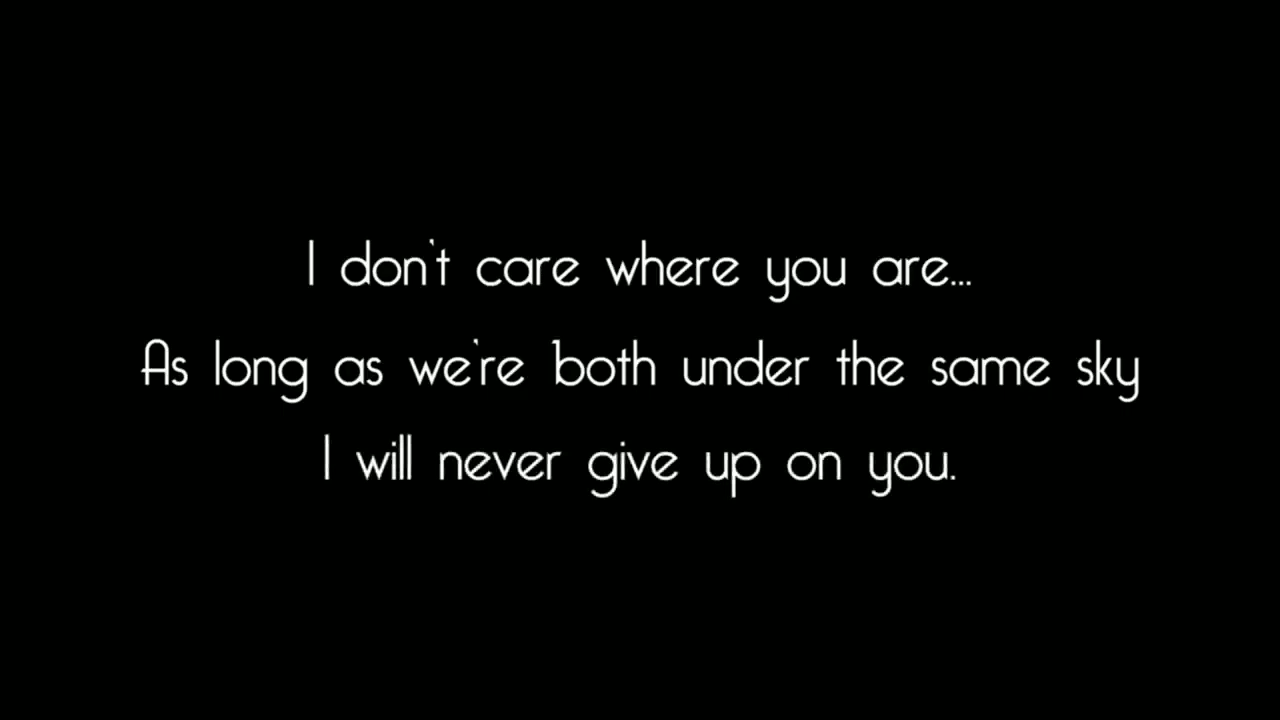 I don't care where you are...
As long as we're both under the same sky
I will never give up on you.